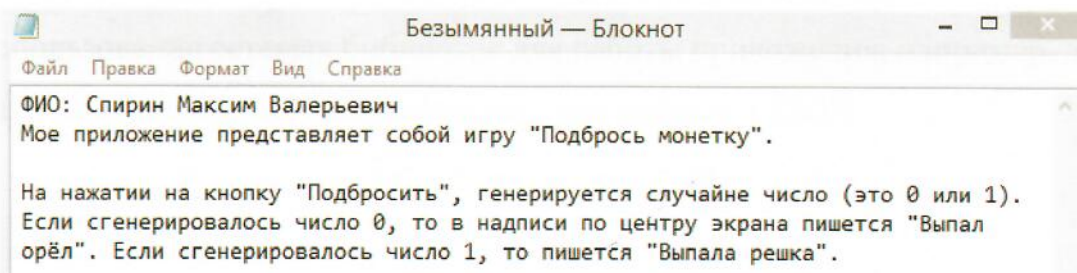 Безымянный — Блокнот
Файл Правка Формат Вид Справка
ФИО: Спирин Максим Валерьевич
Мое приложение представляет собой игру "Подбрось монетку".
На нажатии на кнопку "Подбросить", генерируется случайне число (это 0 или 1).
Если сгенерировалось число 0, то в надписи по центру экрана пишется "Выпал
орёл". Если сгенерировалось число 1, то пишется "Выпала решка".